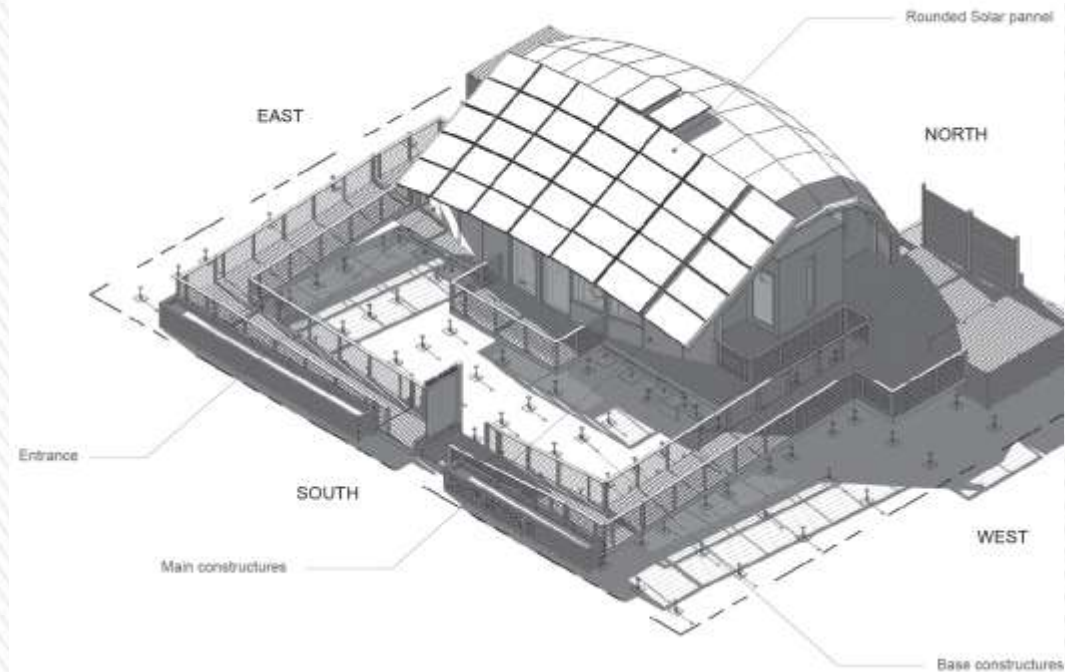 Rounded Solar pannel
EAST
NORTH
Entrance
SOUTH
WEST
Main constructures
Base constructures